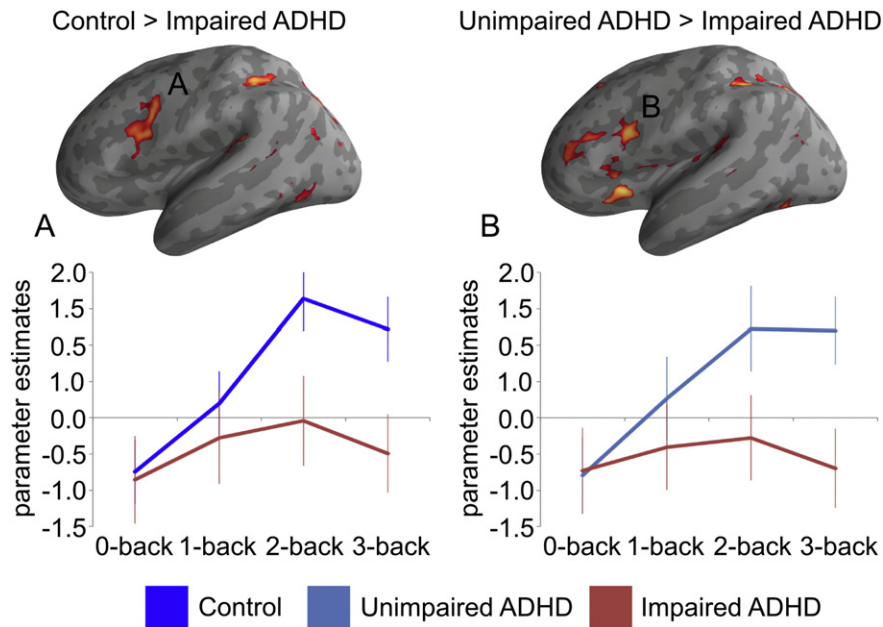 Control > Impaired ADHD
Unimpaired ADHD > Impaired ADHD
A
B
A
B
parameter estimates
2.0
1.5
0.5
1.0
0.0
-0.5
-1.0
-1.5
0-back 1-back 2-back 3-back
parameter estimates
2.0
1.5
0.5
1.0
0.0
-0.5
-1.0
-1.5
0-back 1-back 2-back 3-back
Control
Unimpaired ADHD
Impaired ADHD